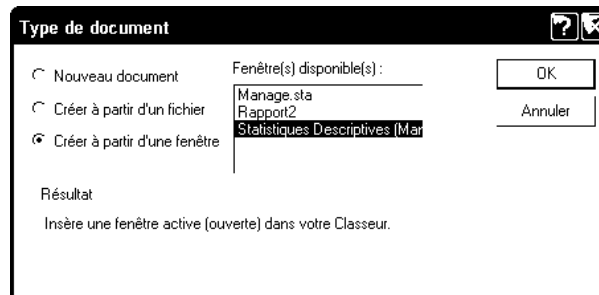 Type de document
Nouveau document
Créer à partir d'un fichier
Créer à partir d'une fenêtre
Fenêtre(s) disponible(s) :
Manage.sta
Rapport2
Statistiques Descriptives (Mar
OK
Annuler
Résultat
Insère une fenêtre active (ouverte) dans votre Classeur.